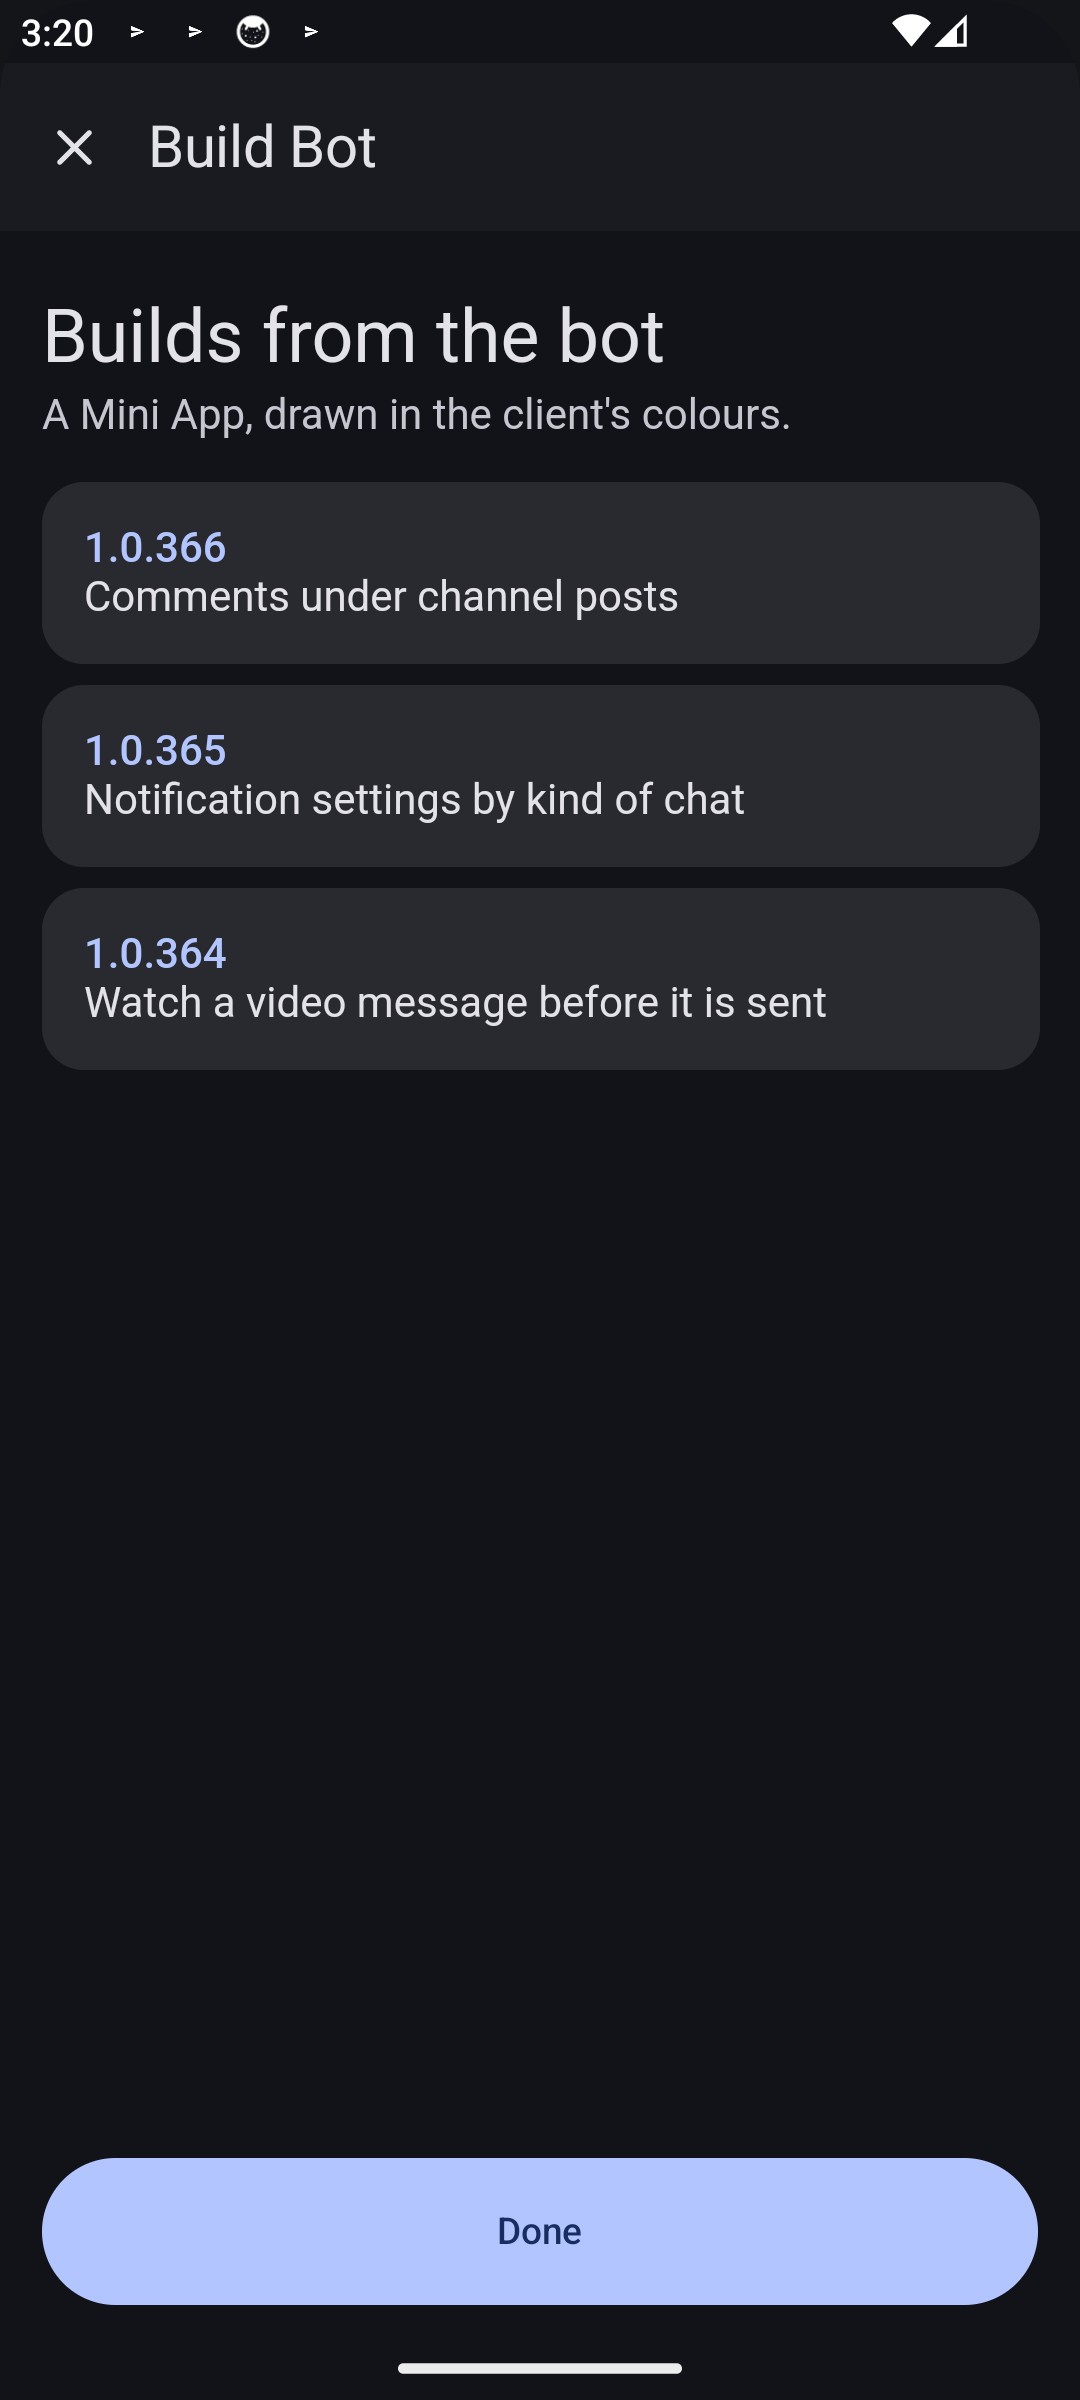 3:20
Build Bot
Builds from the bot
A Mini App, drawn in the client's colours.
1.0.366
Comments under channel posts
1.0.365
Notification settings by kind of chat
1.0.364
Watch a video message before it is sent
Done